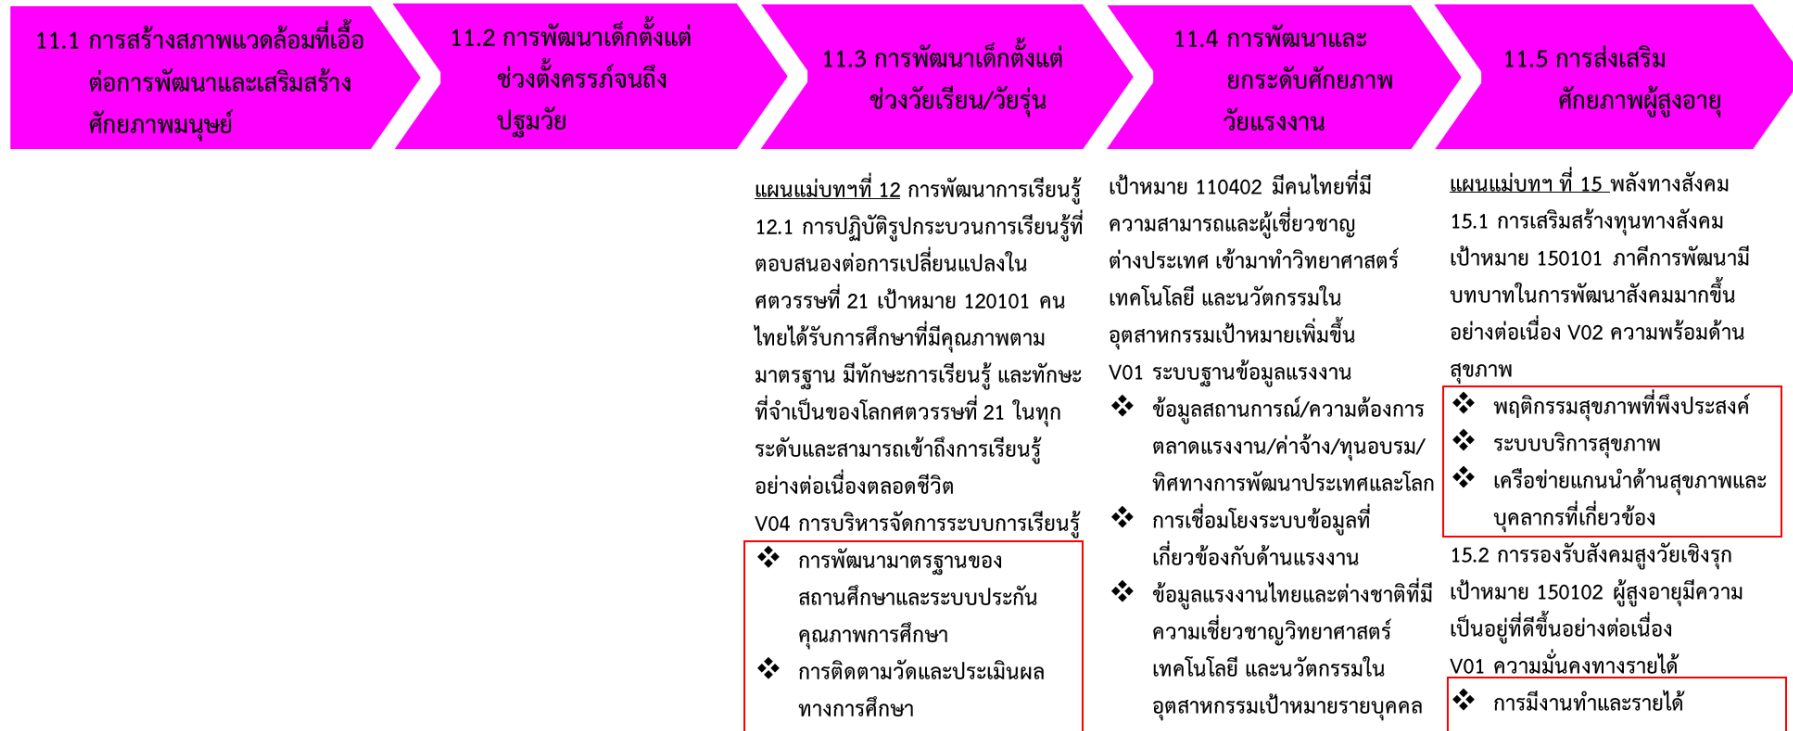 11.1 การสร้างสภาพแวดล้อมที่เอื้อ
ต่อการพัฒนาและเสริมสร้าง
ศักยภาพมนุษย์
11.2 การพัฒนาเด็กตั้งแต่
ช่วงตั้งครรภ์จนถึง
ปฐมวัย
11.3 การพัฒนาเด็กตั้งแต่
ช่วงวัยเรียน/วัยรุ่น
11.4 การพัฒนาและ
ยกระดับศักยภาพ
วัยแรงงาน
11.5 การส่งเสริม
ศักยภาพผู้สูงอายุ
แผนแม่บทฯที่ 12 การพัฒนาการเรียนรู้
12.1 การปฏิบัติรูปกระบวนการเรียนรู้ที่
ตอบสนองต่อการเปลี่ยนแปลงใน
ศตวรรษที่ 21 เป้าหมาย 120101 คน
ไทยได้รับการศึกษาที่มีคุณภาพตาม
มาตรฐาน มีทักษะการเรียนรู้ และทักษะ
ที่จำเป็นของโลกศตวรรษที่ 21 ในทุก
ระดับและสามารถเข้าถึงการเรียนรู้
อย่างต่อเนื่องตลอดชีวิต
V04 การบริหารจัดการระบบการเรียนรู้
❖ การพัฒนามาตรฐานของ
สถานศึกษาและระบบประกัน
คุณภาพการศึกษา
❖ การติดตามวัดและประเมินผล
ทางการศึกษา
เป้าหมาย 110402 มีคนไทยที่มี
ความสามารถและผู้เชี่ยวชาญ
ต่างประเทศ เข้ามาทำวิทยาศาสตร์
เทคโนโลยี และนวัตกรรมใน
อุตสาหกรรมเป้าหมายเพิ่มขึ้น
V01 ระบบฐานข้อมูลแรงงาน
❖ ข้อมูลสถานการณ์/ความต้องการ
ตลาดแรงงาน/ค่าจ้าง/ทุนอบรม/
ทิศทางการพัฒนาประเทศและโลก
❖ การเชื่อมโยงระบบข้อมูลที่
เกี่ยวข้องกับด้านแรงงาน
❖ ข้อมูลแรงงานไทยและต่างชาติที่มี
ความเชี่ยวชาญวิทยาศาสตร์
เทคโนโลยี และนวัตกรรมใน
อุตสาหกรรมเป้าหมายรายบุคคล
แผนแม่บทฯ ที่ 15 พลังทางสังคม
15.1 การเสริมสร้างทุนทางสังคม
เป้าหมาย 150101 ภาคีการพัฒนามี
บทบาทในการพัฒนาสังคมมากขึ้น
อย่างต่อเนื่อง V02 ความพร้อมด้าน
สุขภาพ
❖ พฤติกรรมสุขภาพที่พึงประสงค์
❖ ระบบบริการสุขภาพ
❖ เครือข่ายแกนนำด้านสุขภาพและ
บุคลากรที่เกี่ยวข้อง
15.2 การรองรับสังคมสูงวัยเชิงรุก
เป้าหมาย 150102 ผู้สูงอายุมีความ
เป็นอยู่ที่ดีขึ้นอย่างต่อเนื่อง
V01 ความมั่นคงทางรายได้
❖ การมีงานทำและรายได้